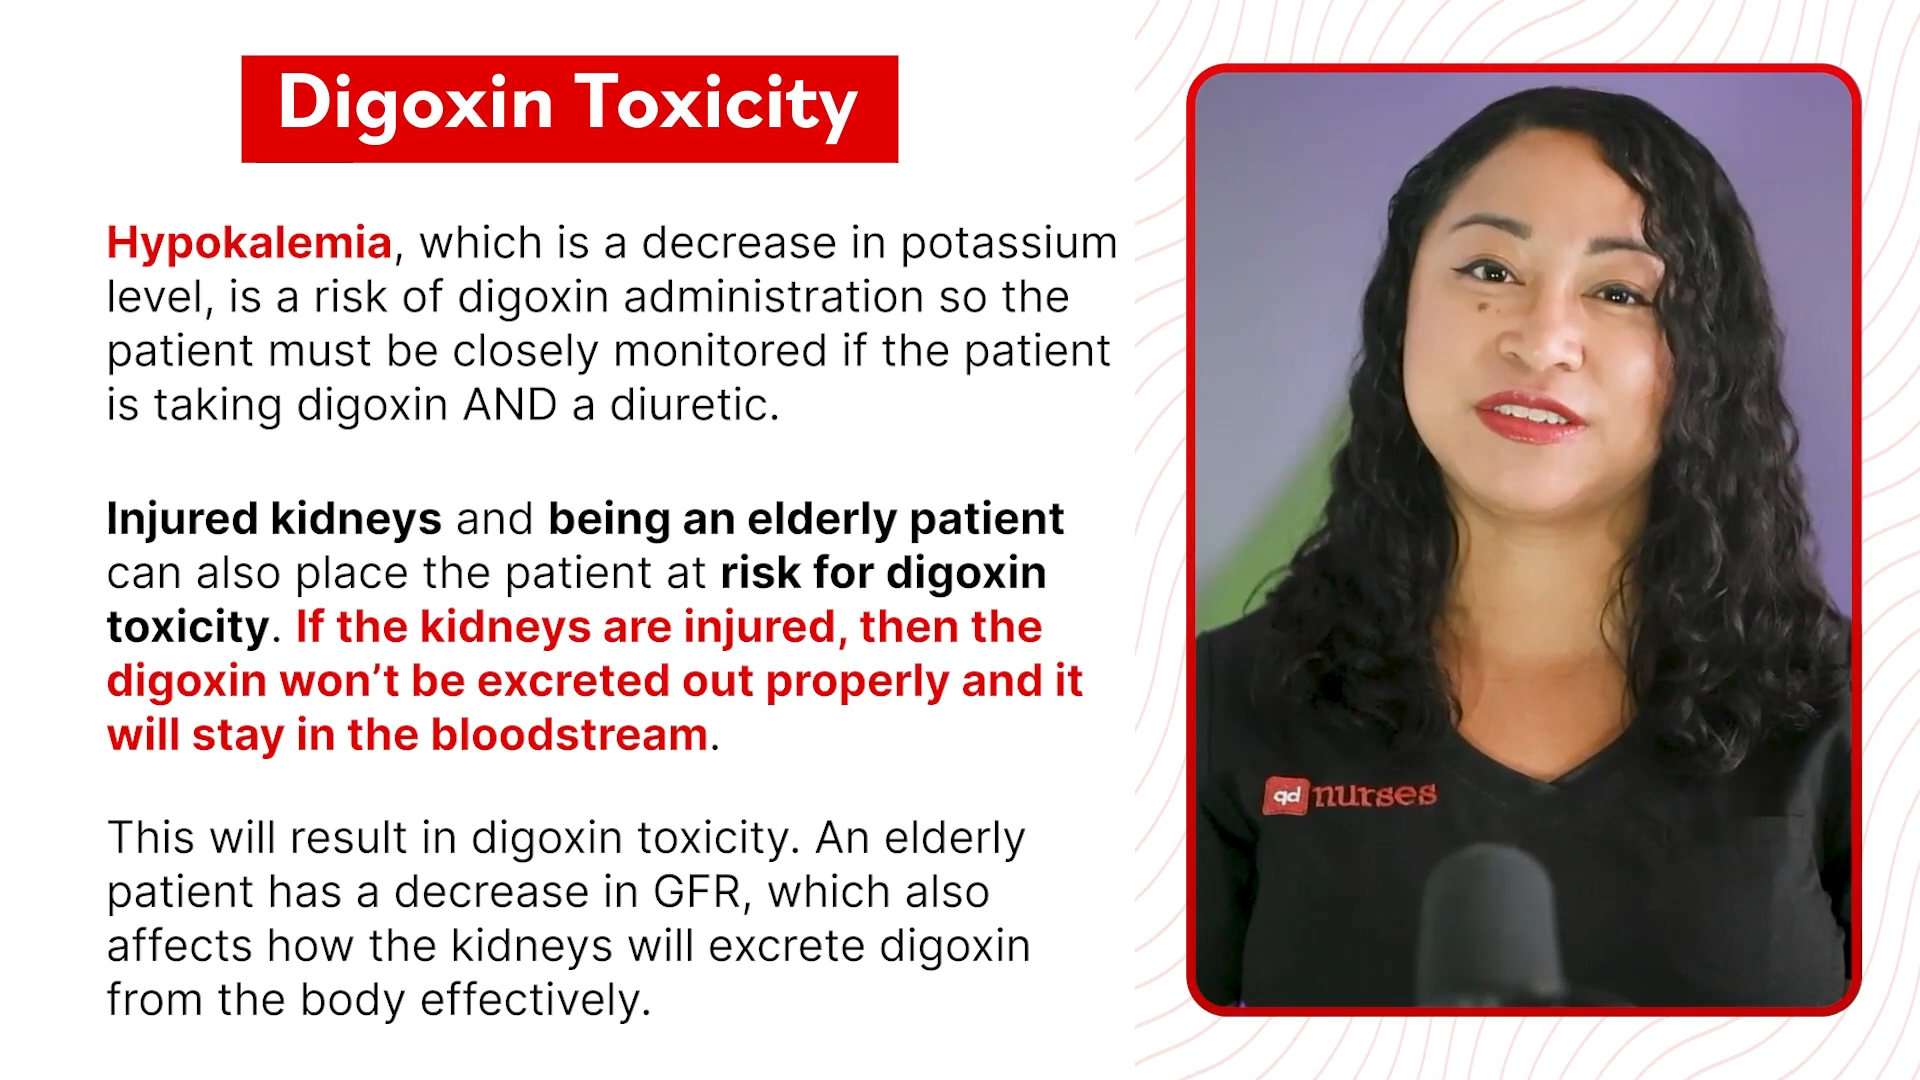 Digoxin Toxicity
Hypokalemia, which is a decrease in potassium
level, is a risk of digoxin administration so the
patient must be closely monitored if the patient
is taking digoxin AND a diuretic.
Injured kidneys and being an elderly patient
can also place the patient at risk for digoxin
toxicity. If the kidneys are injured, then the
digoxin won’t be excreted out properly and it
will stay in the bloodstream.
This will result in digoxin toxicity. An elderly
patient has a decrease in GFR, which also
affects how the kidneys will excrete digoxin
from the body effectively.
qd nurses